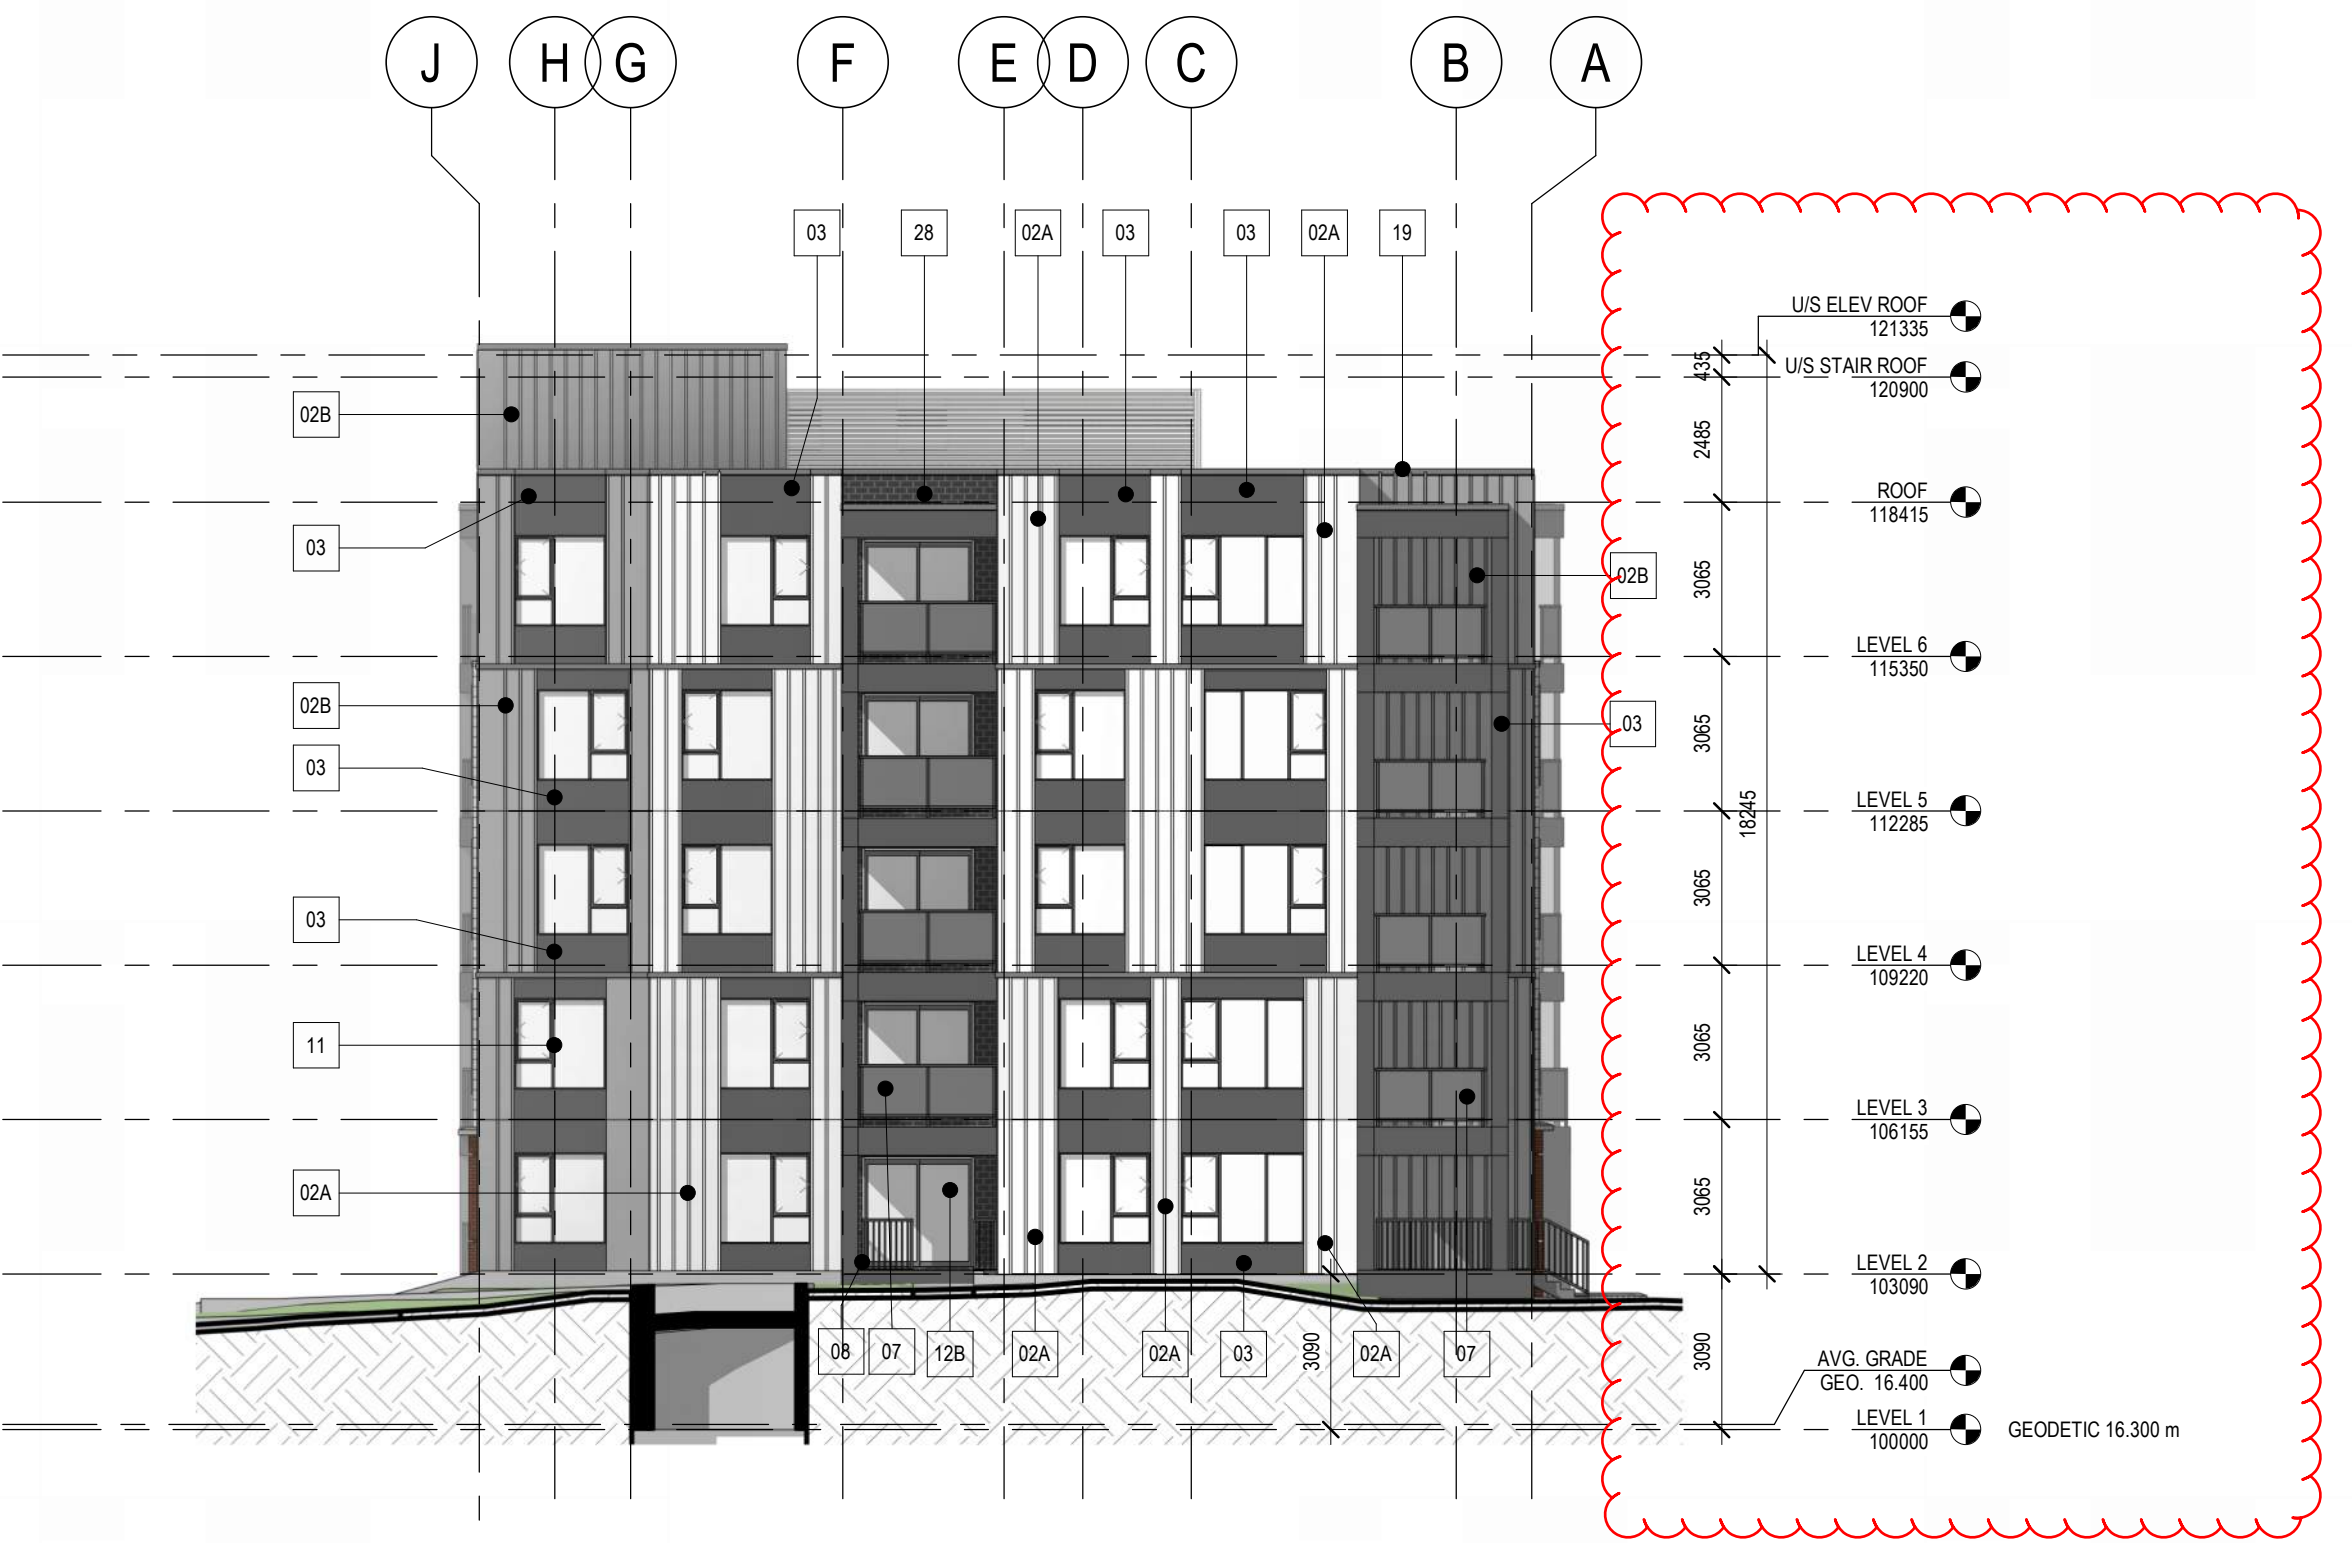 J H G F E D C B A
03 28 02A 03 03 02A 19
U/S ELEV ROOF
121335
435
U/S STAIR ROOF
120900
02B
2485
ROOF
118415
03
02B
3065
LEVEL 6
115350
02B
03
3065
03
LEVEL 5
112285
18245
03
3065
LEVEL 4
109220
11
3065
LEVEL 3
106155
02A
3065
LEVEL 2
103090
08 07 12B 02A 02A 03 3090 02A 07
3090
AVG. GRADE
GEO. 16.400
LEVEL 1
100000
GEODETIC 16.300 m